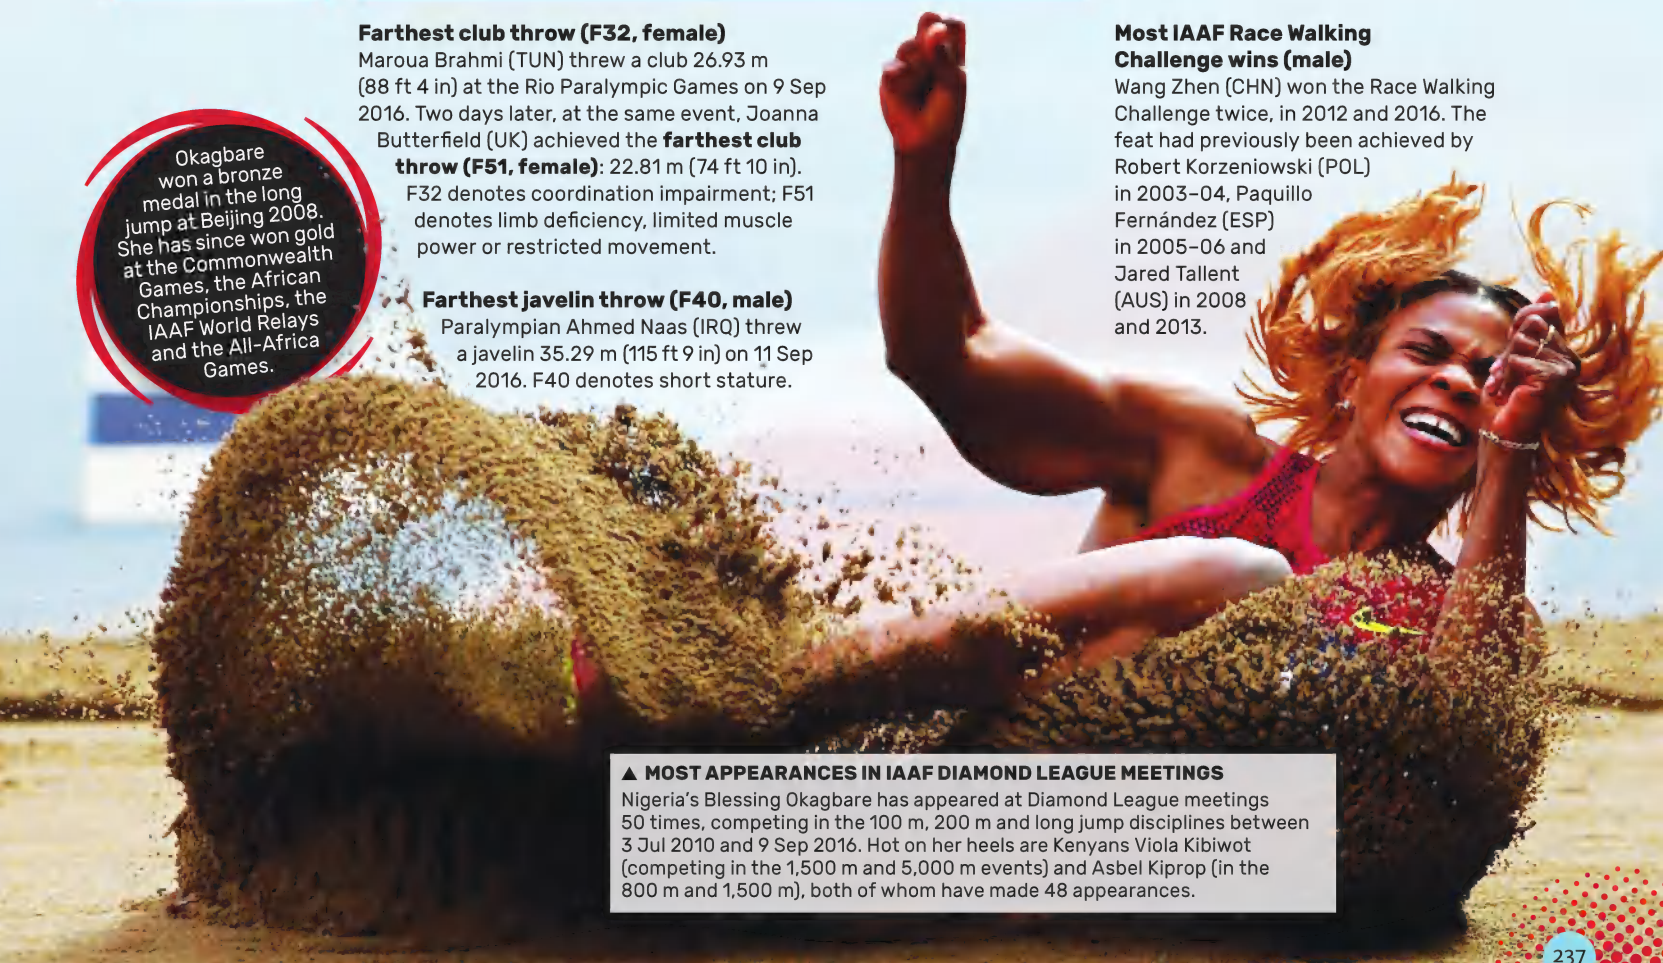 Farthest club throw (F32, female)
Maroua Brahmi (TUN) threw a club 26.93 m
(88 ft 4 in) at the Rio Paralympic Games on 9 Sep
2016. Two days later, at the same event, Joanna
Butterfield (UK) achieved the farthest club
throw (F51, female): 22.81 m (74 ft 10 in).
F32 denotes coordination impairment; F51
denotes limb deficiency, limited muscle
power or restricted movement.
Farthest javelin throw (F40, male)
Paralympian Ahmed Naas (IRQ) threw
a javelin 35.29 m (115 ft 9 in) on 11 Sep
2016. F40 denotes short stature.
Most IAAF Race Walking
Challenge wins (male)
Wang Zhen (CHN) won the Race Walking
Challenge twice, in 2012 and 2016. The
feat had previously been achieved by
Robert Korzeniowski (POL)
in 2003–04, Paquillo
Fernández (ESP)
in 2005–06 and
Jared Tallent
(AUS) in 2008
and 2013.
Okagbare
won a bronze
medal in the long
jump at Beijing 2008.
She has since won gold
at the Commonwealth
Games, the African
Championships, the
IAAF World Relays
and the All-Africa
Games.
▲ MOST APPEARANCES IN IAAF DIAMOND LEAGUE MEETINGS
Nigeria's Blessing Okagbare has appeared at Diamond League meetings
50 times, competing in the 100 m, 200 m and long jump disciplines between
3 Jul 2010 and 9 Sep 2016. Hot on her heels are Kenyans Viola Kibiwot
(competing in the 1,500 m and 5,000 m events) and Asbel Kiprop (in the
800 m and 1,500 m), both of whom have made 48 appearances.
237